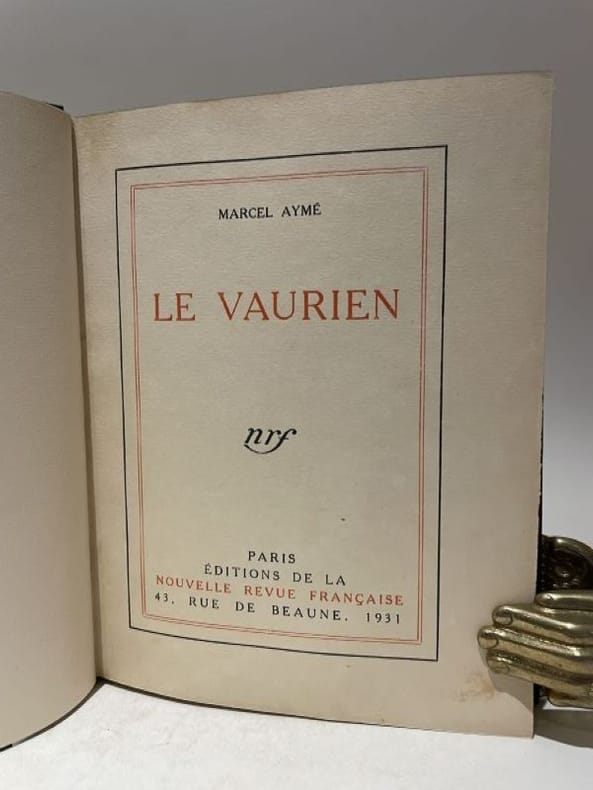 MARCEL AYMÉ
LE VAURIEN
nrf
PARIS
ÉDITIONS DE LA
NOUVELLE REVUE FRANÇAISE
43, RUE DE BEAUNE. 1931